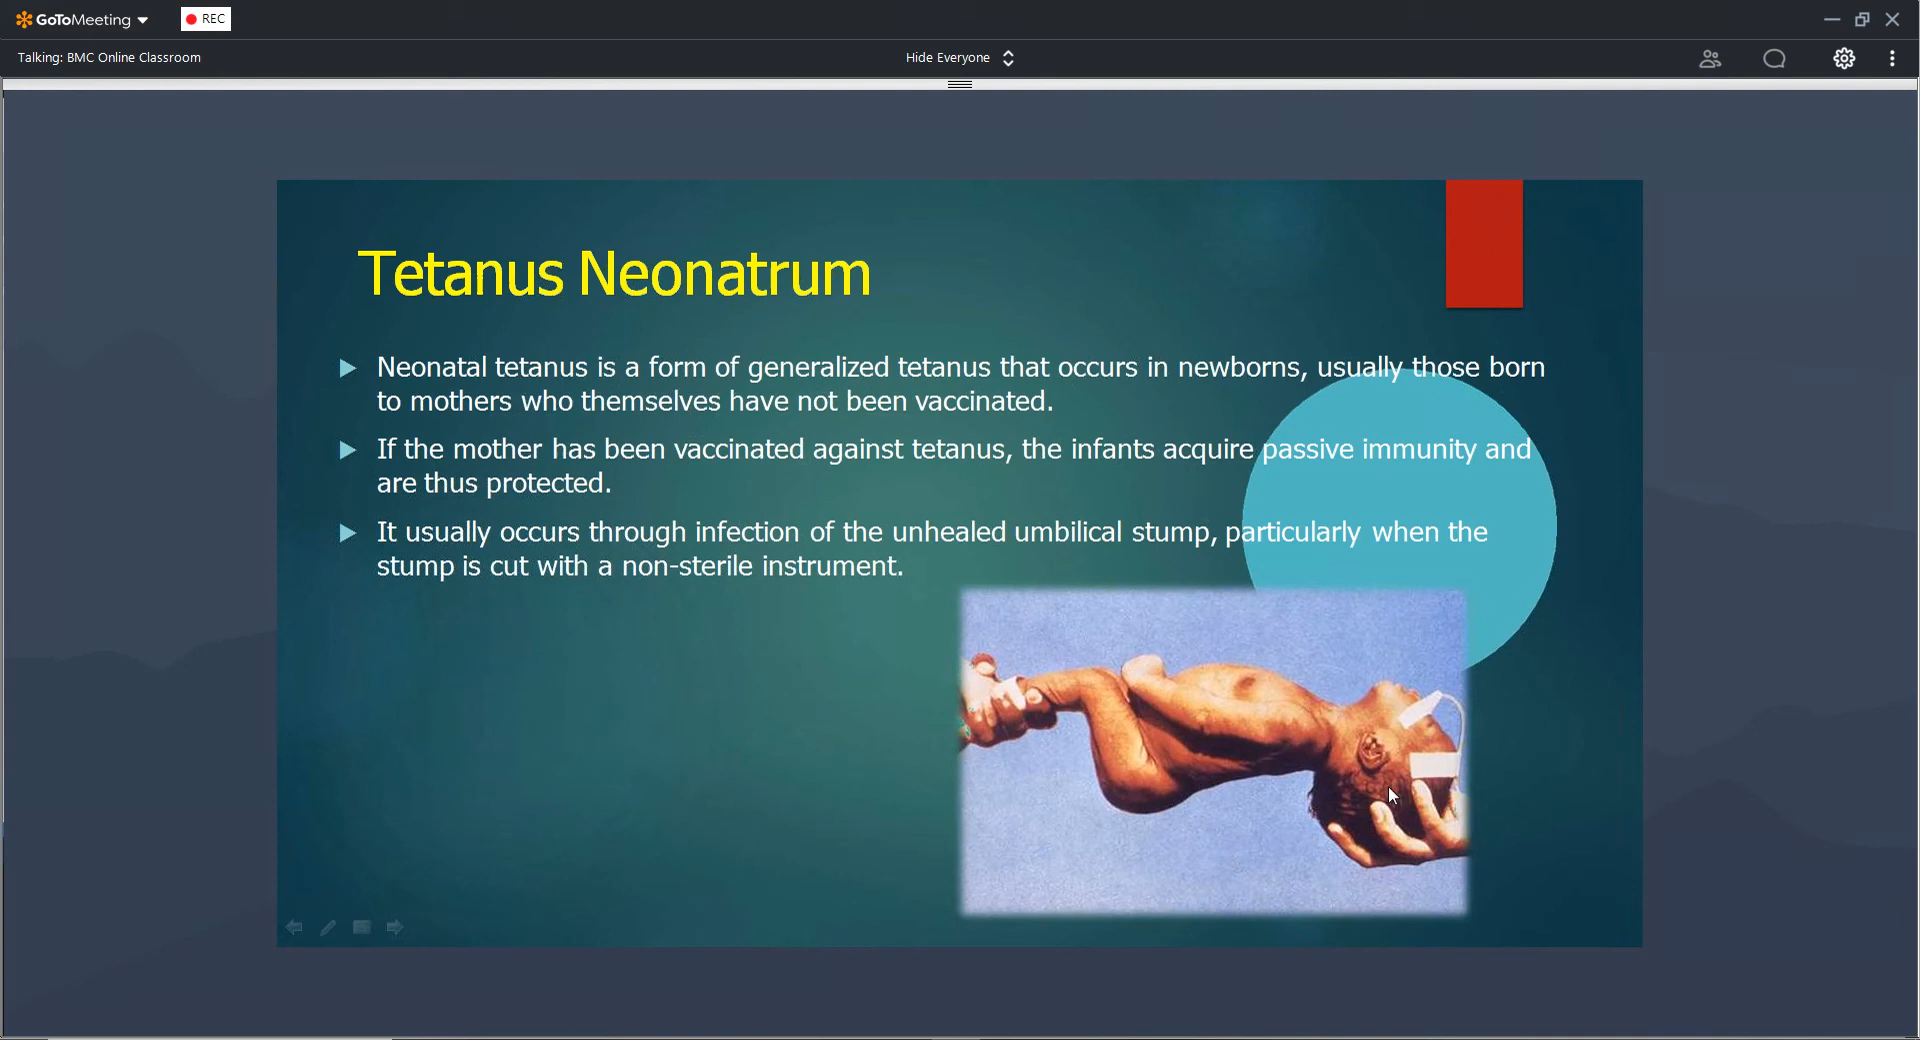 GoToMeeting
REC
Talking: BMC Online Classroom
Hide Everyone
Tetanus Neonatrum
Neonatal tetanus is a form of generalized tetanus that occurs in newborns, usually those born
to mothers who themselves have not been vaccinated.
If the mother has been vaccinated against tetanus, the infants acquire passive immunity and
are thus protected.
It usually occurs through infection of the unhealed umbilical stump, particularly when the
stump is cut with a non-sterile instrument.